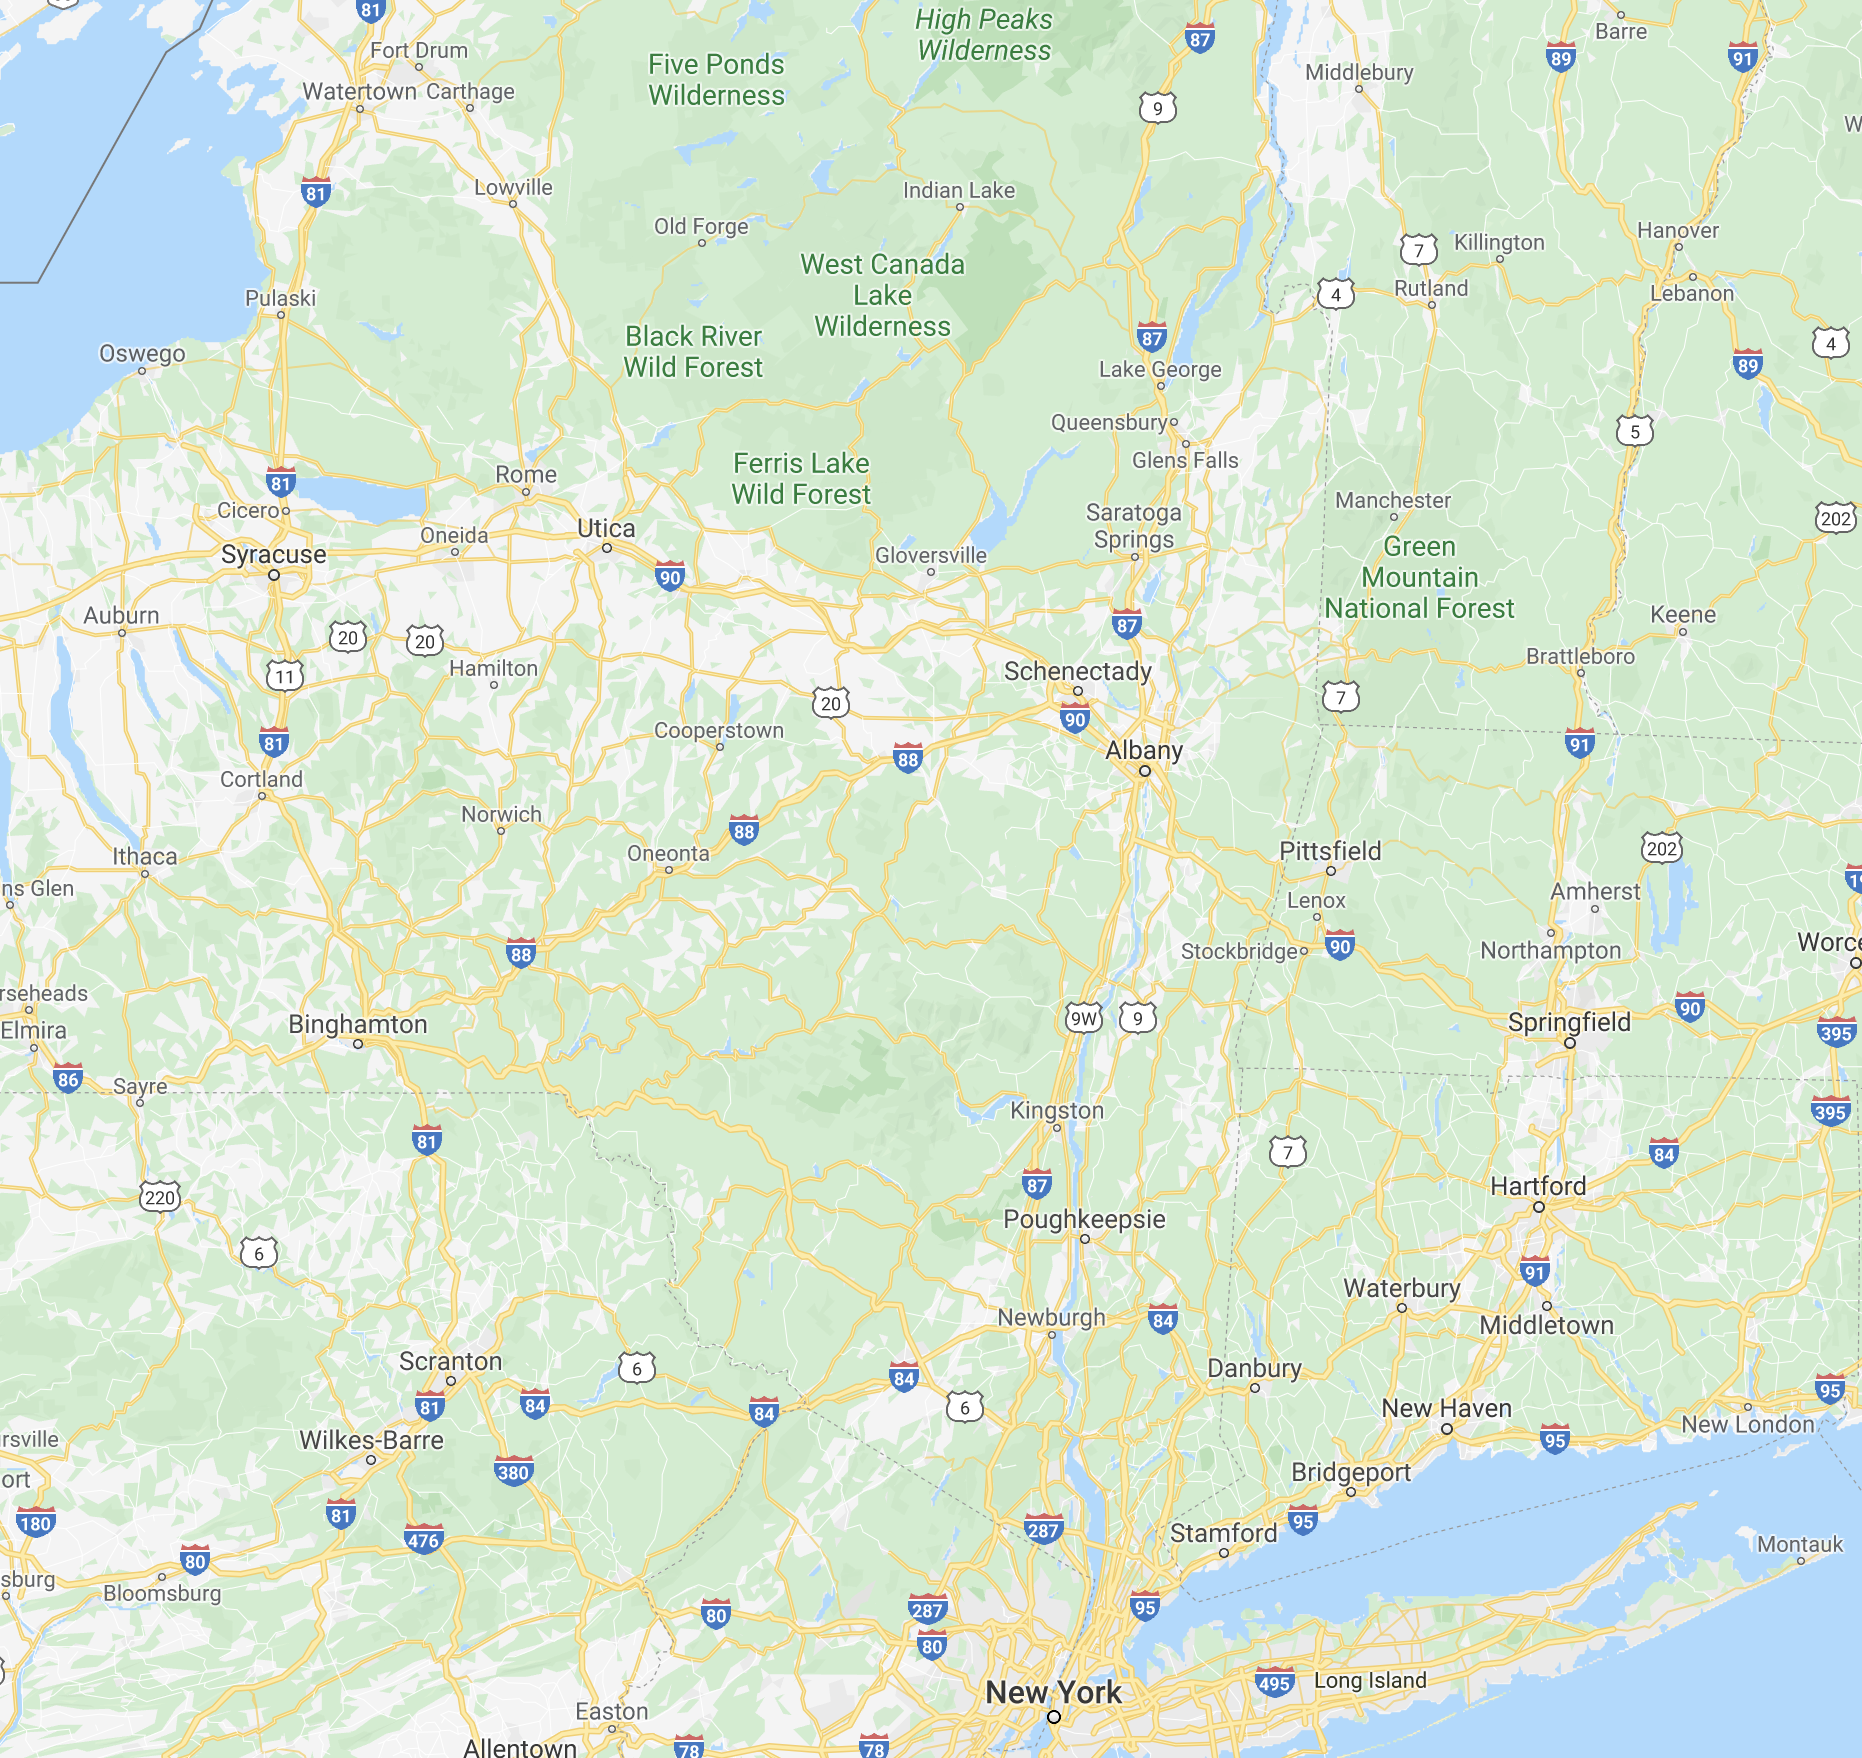 81
Fort Drum
High Peaks
Wilderness
87
Barre
89
91
Five Ponds
Wilderness
Middlebury
Watertown
Carthage
9
81
Lowville
Indian Lake
Old Forge
7
Killington
Hanover
West Canada
Lake
Wilderness
4
Rutland
Lebanon
Pulaski
Black River
Wild Forest
87
4
Oswego
Lake George
89
Queensbury
5
Glens Falls
Ferris Lake
Wild Forest
81
Rome
Manchester
Cicero
Saratoga
Springs
202
Utica
Oneida
Syracuse
Gloversville
Green
Mountain
National Forest
90
Auburn
87
Keene
20
20
Hamilton
11
Schenectady
Brattleboro
20
7
90
Cooperstown
81
88
Albany
91
Cortland
Norwich
88
Ithaca
Oneonta
Pittsfield
202
ns Glen
Lenox
Amherst
Stockbridge
90
Northampton
Worce
88
rseheads
Binghamton
Elmira
9W
9
Springfield
90
395
86
Sayre
Kingston
395
81
7
84
220
87
Hartford
6
Poughkeepsie
91
Waterbury
Newburgh
84
Middletown
Scranton
6
84
Danbury
81
84
84
6
New Haven
95
Wilkes-Barre
New London
rsville
95
ort
380
Bridgeport
180
81
476
287
95
Stamford
Montauk
80
sburg
Bloomsburg
287
80
95
80
495
Long Island
New York
Easton
Allentown
78
78